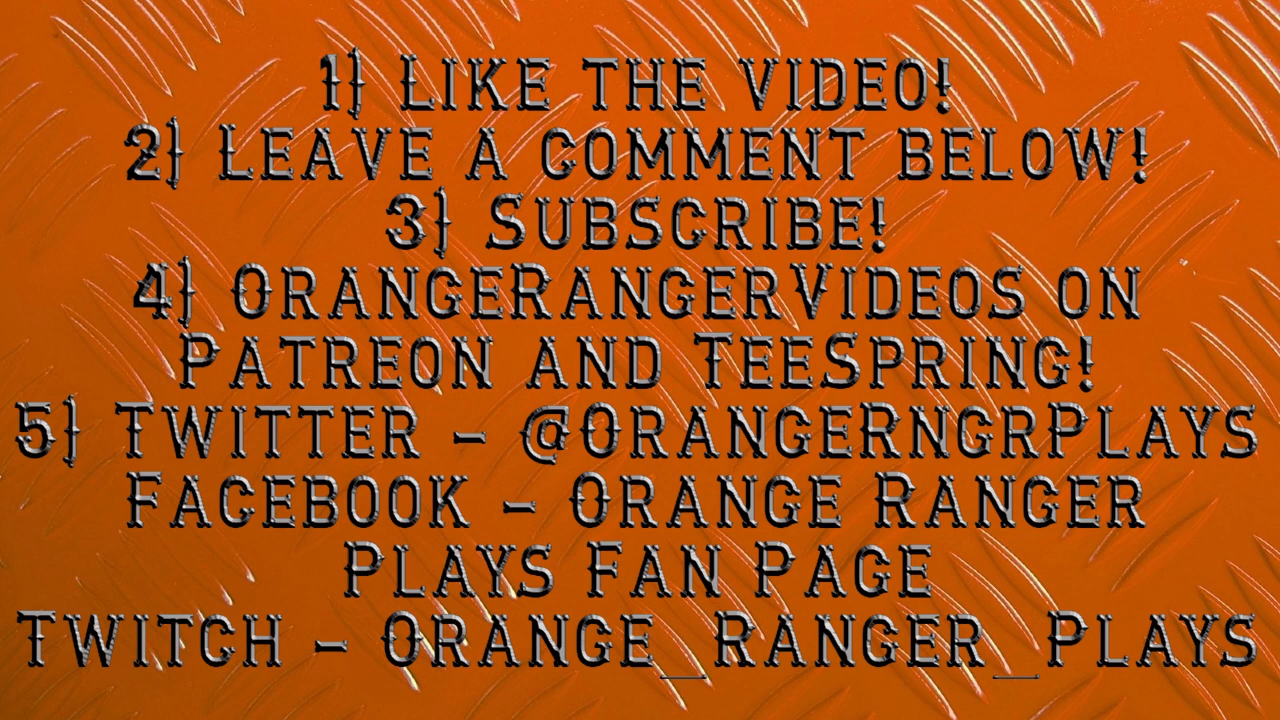 1) Like the video!
2) Leave a comment below!
3) Subscribe!
4) OrangeRangerVideos on
Patreon and TeeSpring!
5) Twitter - @OrangeRngrPlays
Facebook - Orange Ranger
Plays Fan Page
Twitch - Orange_Ranger_Plays